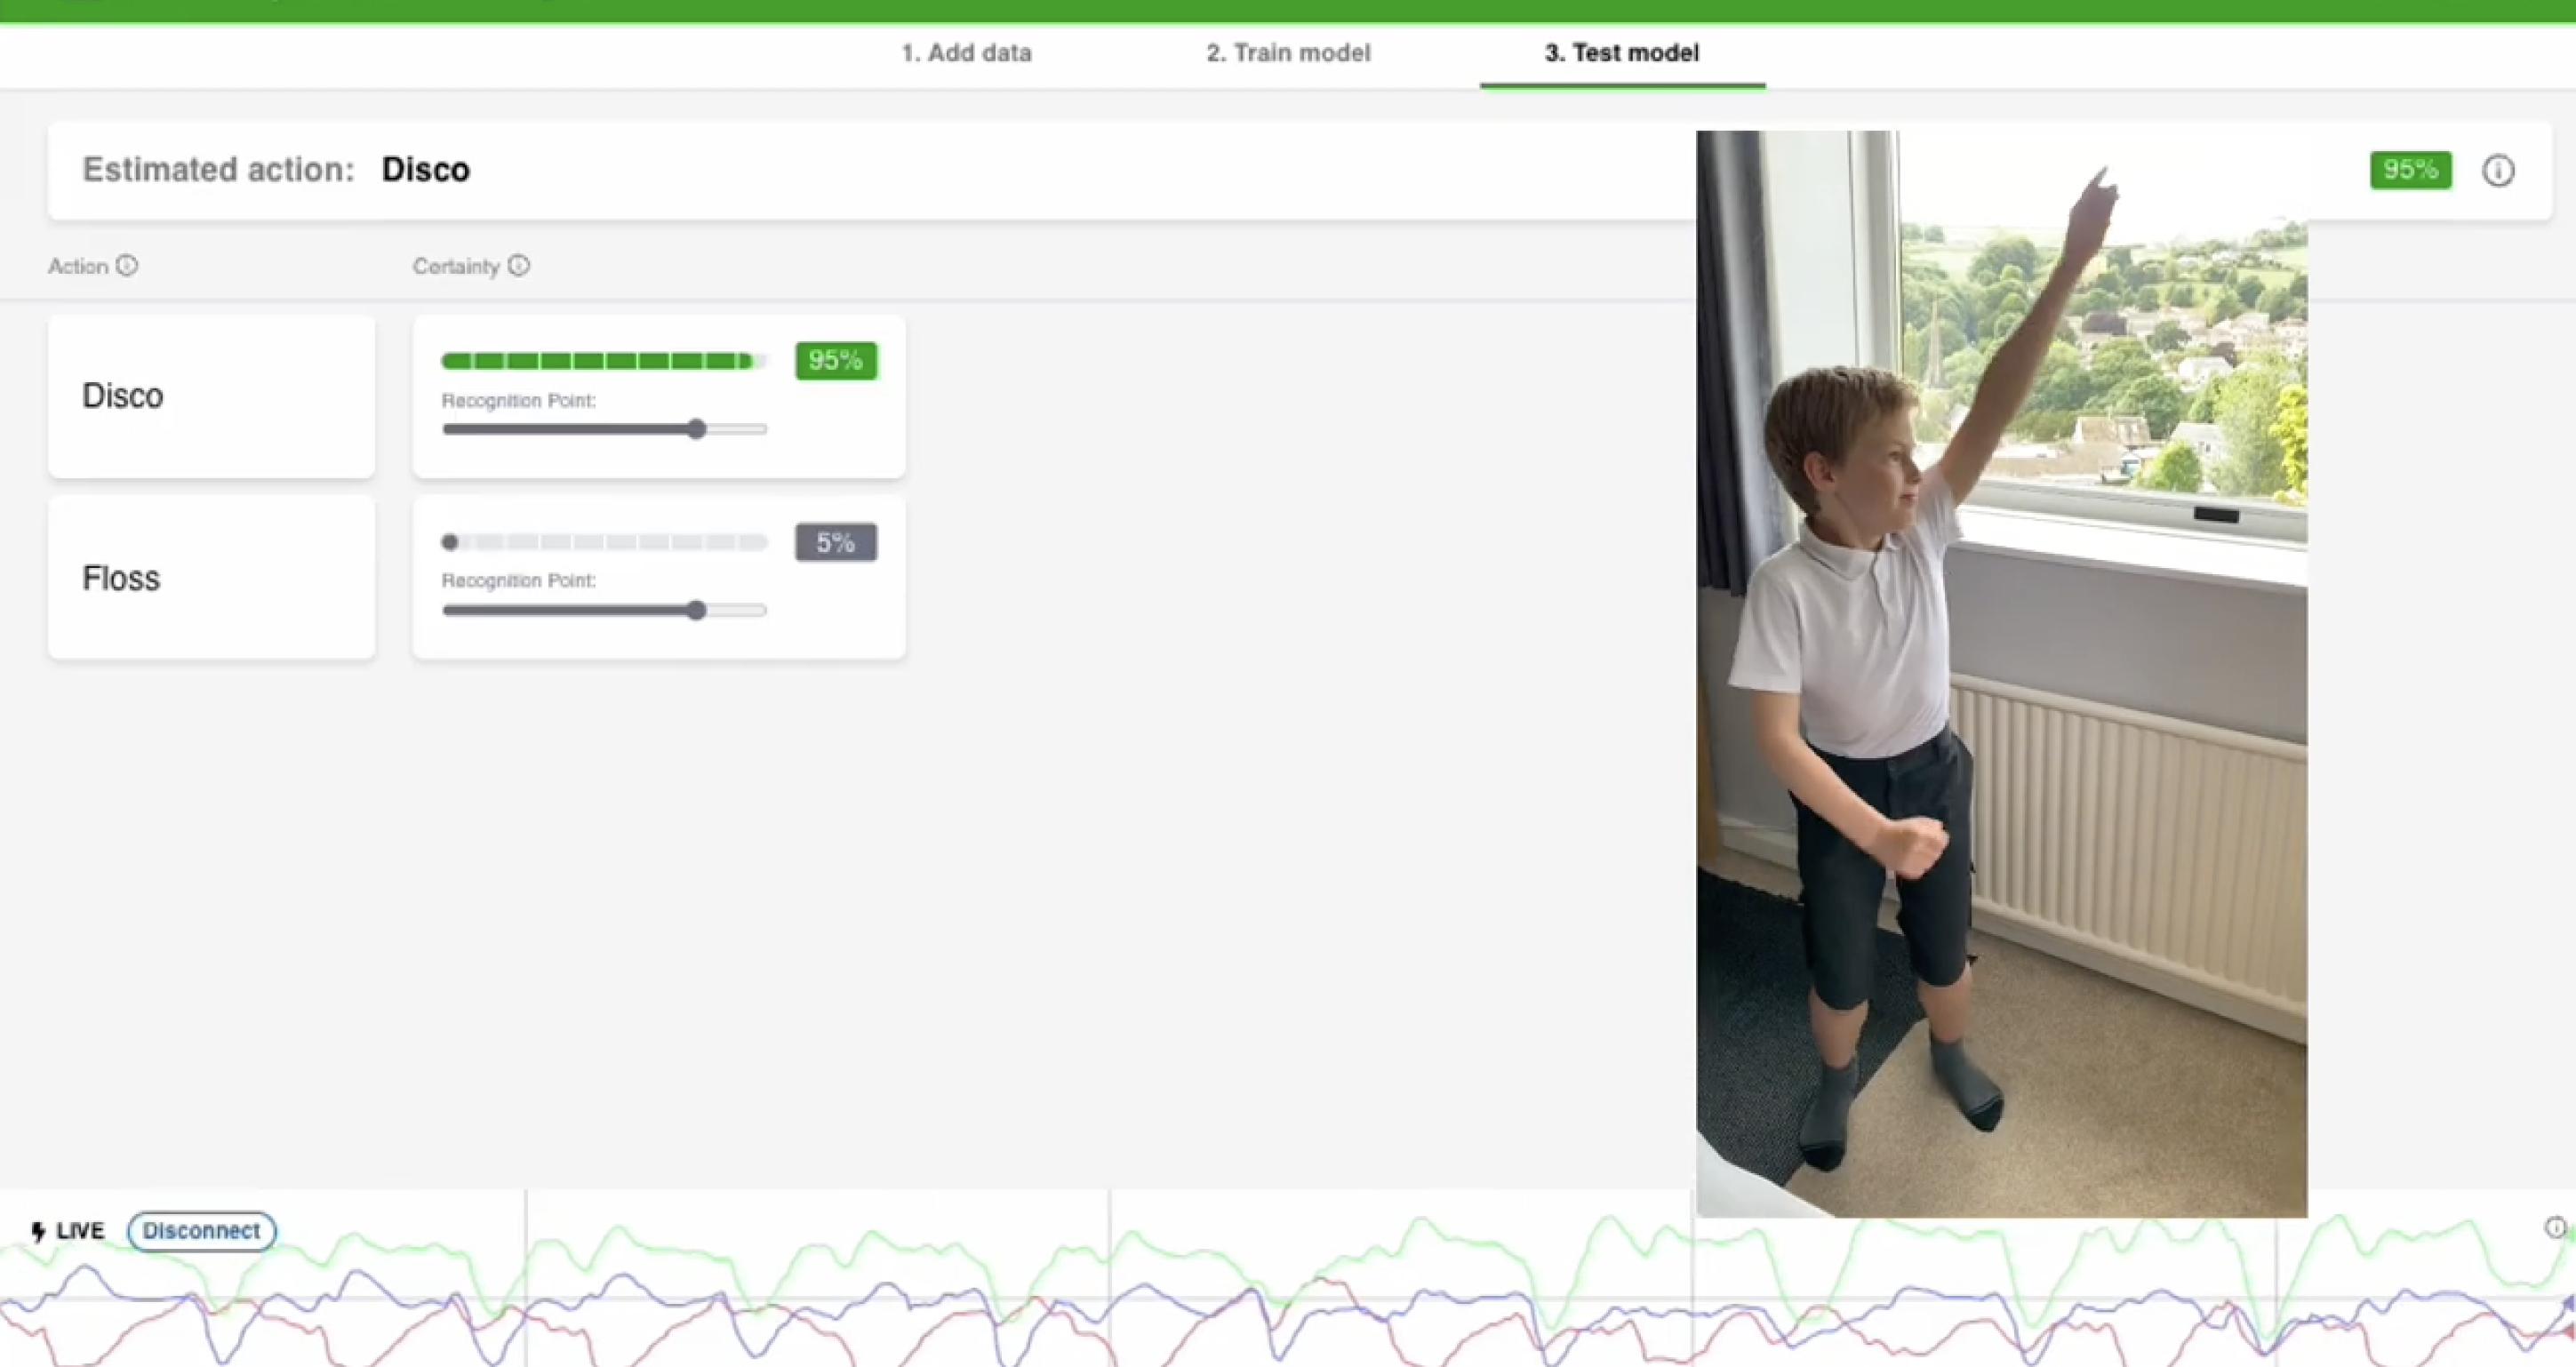 1. Add data 2. Train model 3. Test model
Estimated action: Disco 95%
Action Certainty
Disco 95%
Recognition Point:
Floss 5%
Recognition Point:
LIVE Disconnect